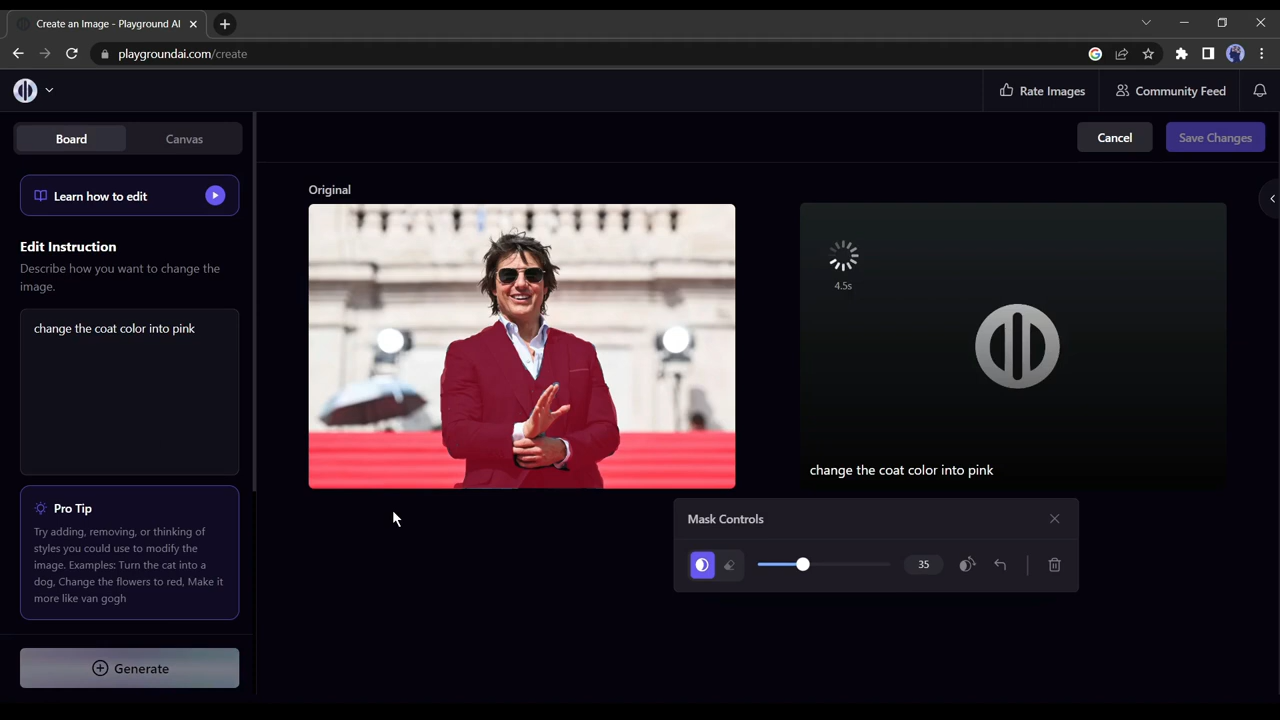 Create an Image - Playground AI
playgroundai.com/create
Rate Images
Community Feed
Board
Canvas
Cancel
Save Changes
Learn how to edit
Original
Edit Instruction
Describe how you want to change the
image.
change the coat color into pink
4.5s
change the coat color into pink
Pro Tip
Try adding, removing, or thinking of
styles you could use to modify the
image. Examples: Turn the cat into a
dog, Change the flowers to red, Make it
more like van gogh
Mask Controls
35
Generate